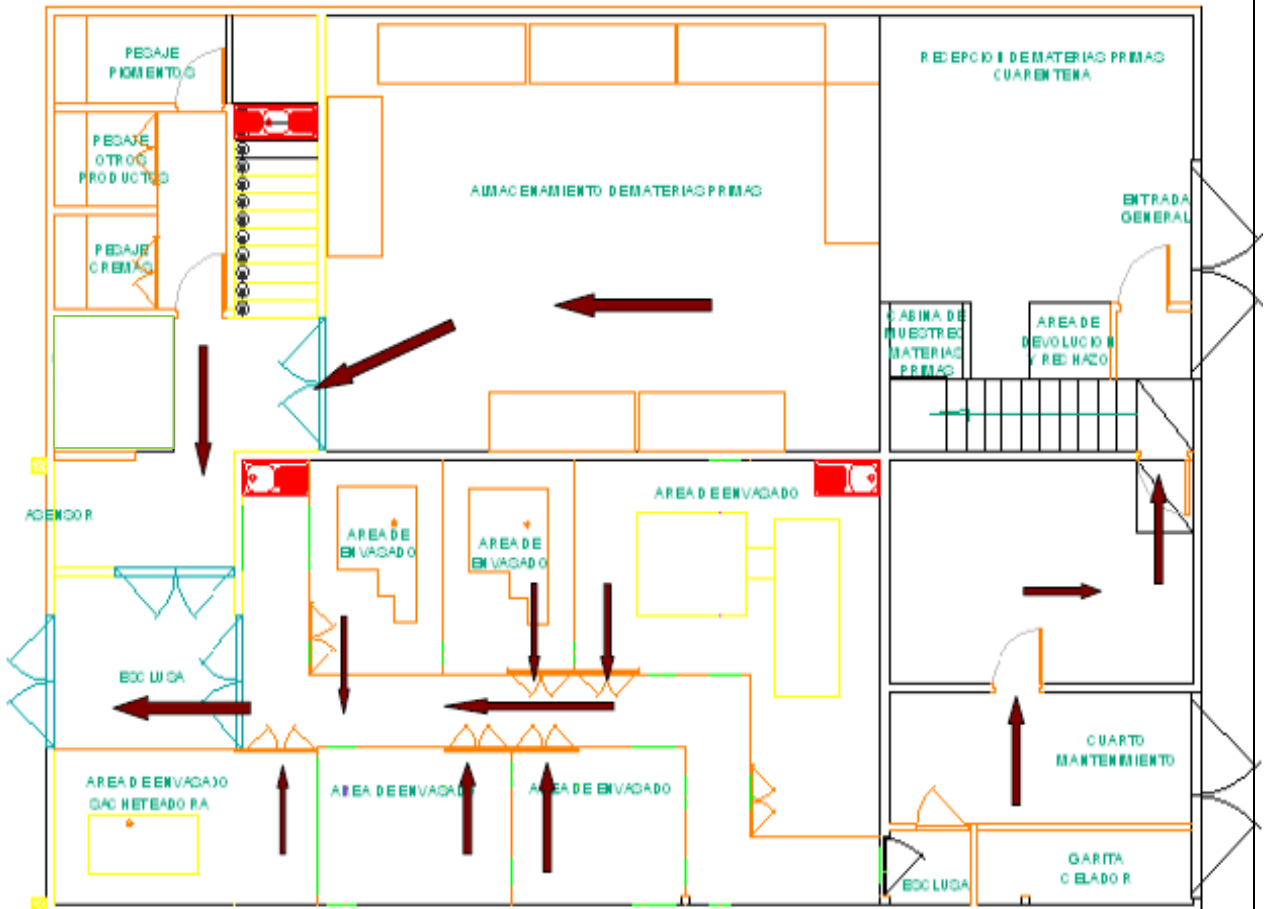 PESAJE
PIGMENTOS
RECEPCION DE MATERIAS PRIMAS
CUARENTENA
PESAJE
OTROS
PRODUCTOS
ALMACENAMIENTO DE MATERIAS PRIMAS
ENTRADA
GENERAL
PESAJE
CREMAS
CABINA DE
MUESTREO
MATERIAS
PRIMAS
AREA DE
DEVOLUCION
Y RECHAZO
ASENSOR
AREA DE
ENVASADO
AREA DE
ENVASADO
AREA DE ENVASADO
ESCLUSA
CUARTO
MANTENIMIENTO
AREA DE ENVASADO
SACHETEADORA
AREA DE ENVASADO
AREA DE ENVASADO
ESCLUSA
GARITA
CELADOR